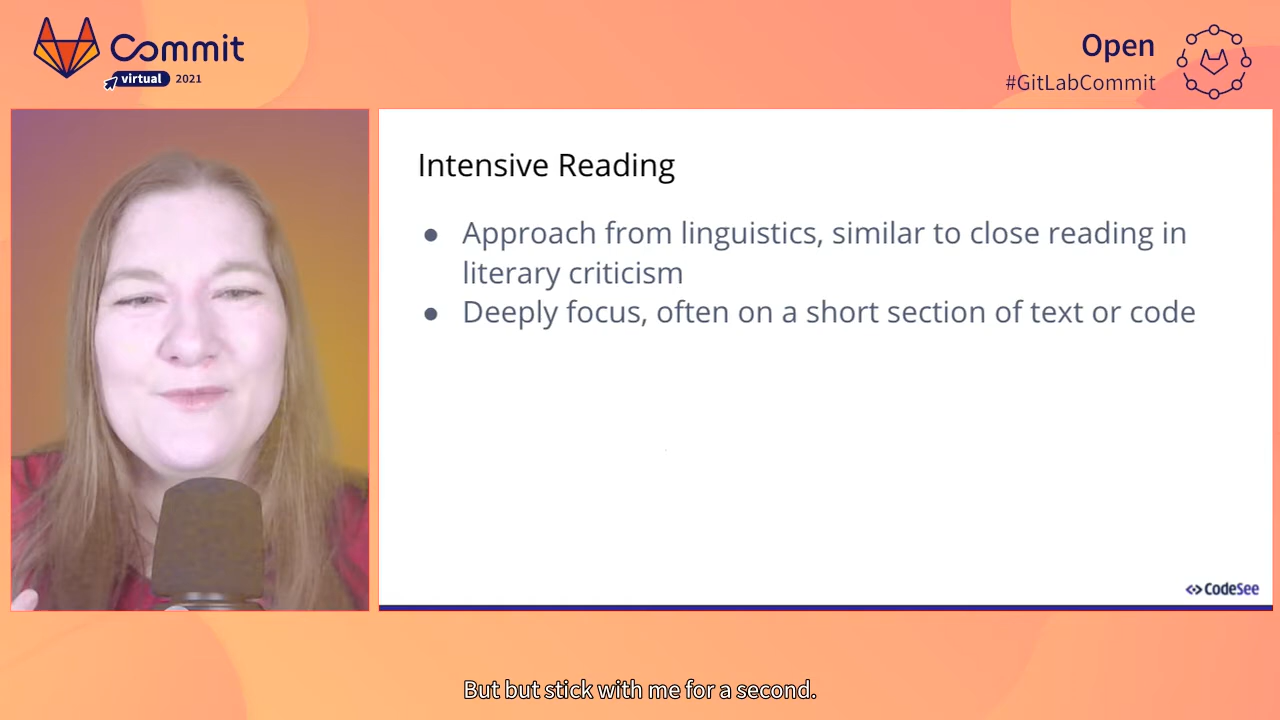 Commit
virtual 2021
Open
#GitLabCommit
Intensive Reading
● Approach from linguistics, similar to close reading in
literary criticism
● Deeply focus, often on a short section of text or code
CodeSee
But but stick with me for a second.